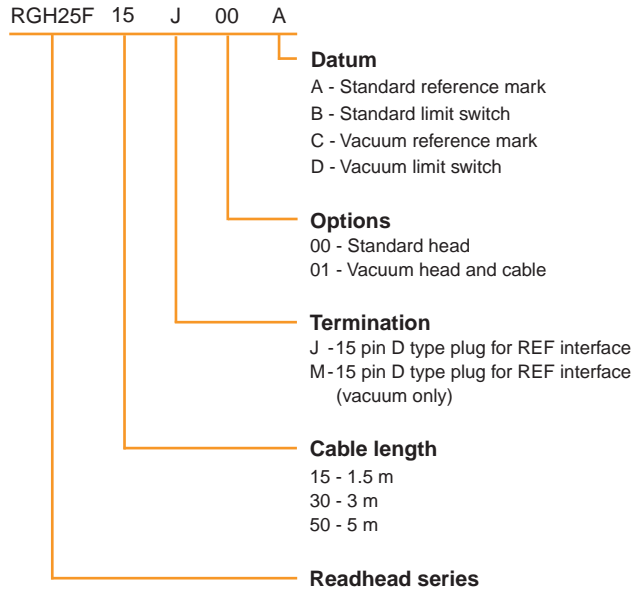 RGH25F 15 J 00 A
Datum
A - Standard reference mark
B - Standard limit switch
C - Vacuum reference mark
D - Vacuum limit switch
Options
00 - Standard head
01 - Vacuum head and cable
Termination
J -15 pin D type plug for REF interface
M-15 pin D type plug for REF interface
(vacuum only)
Cable length
15 - 1.5 m
30 - 3 m
50 - 5 m
Readhead series